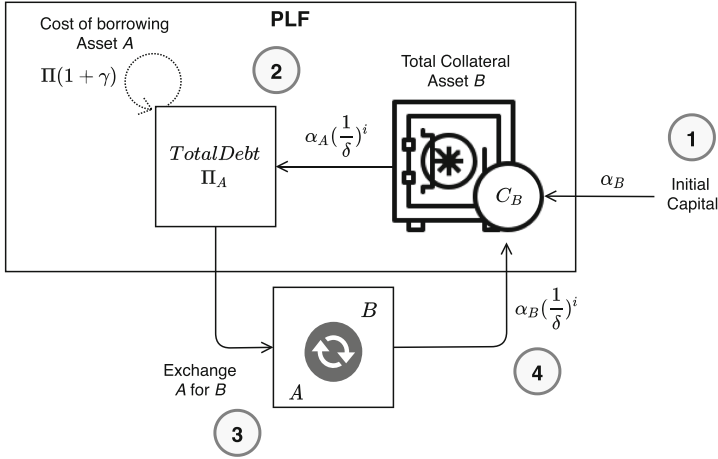 PLF
Cost of borrowing
Asset A
Π(1 + γ)
2
Total Collateral
Asset B
1
TotalDebt
Π_A
α_A(1/δ)^i
C_B
α_B
Initial
Capital
B
A
α_B(1/δ)^i
Exchange
A for B
3
4